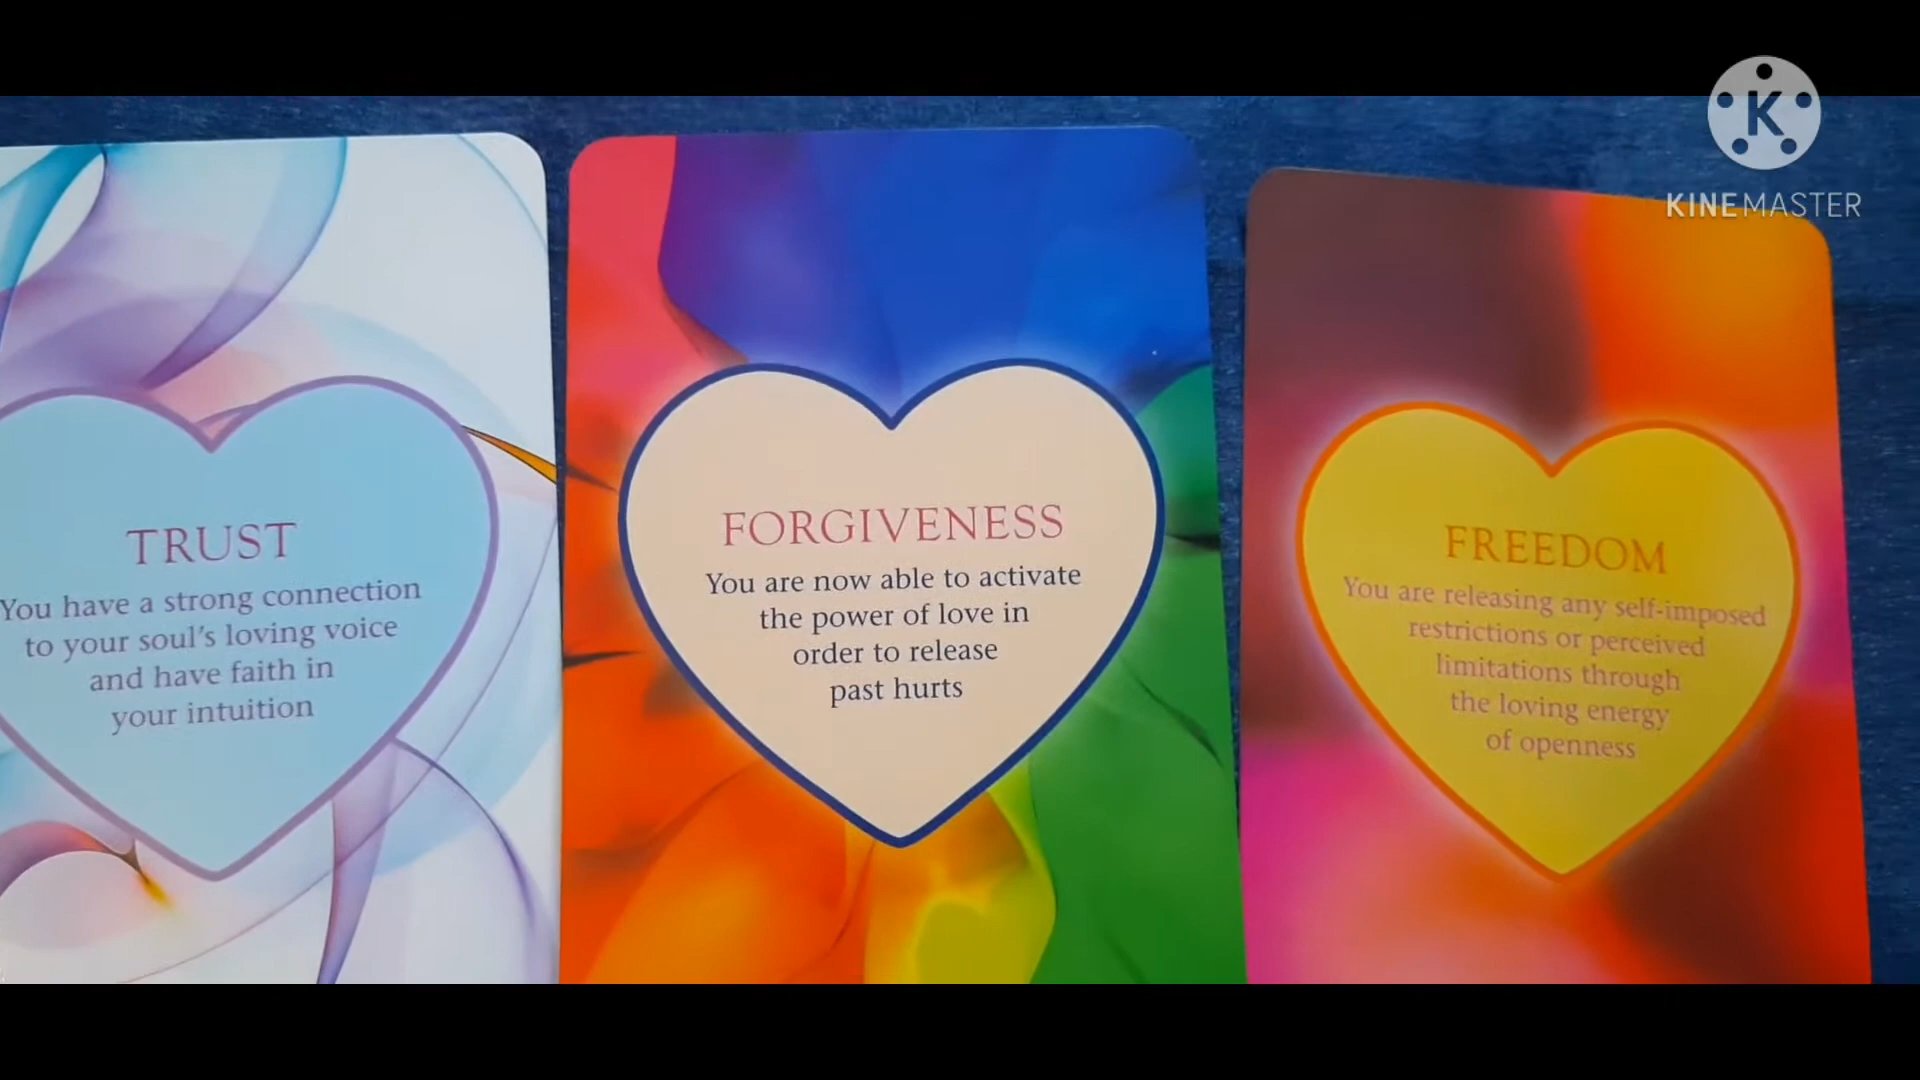 K
KINEMASTER
TRUST
You have a strong connection
to your soul's loving voice
and have faith in
your intuition
FORGIVENESS
You are now able to activate
the power of love in
order to release
past hurts
FREEDOM
You are releasing any self-imposed
restrictions or perceived
limitations through
the loving energy
of openness